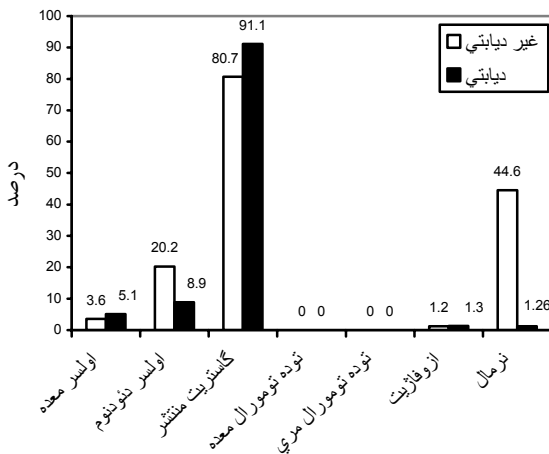 غير ديابتي
ديابتي
درصد
100
90
80
70
60
50
40
30
20
10
0
3.6 5.1
20.2 8.9
80.7 91.1
0 0
0 0
1.2 1.3
44.6 1.26
اولسر معده
اولسر دئودنوم
گاستريت منتشر
توده تومورال معده
توده تومورال مري
ازوفاژيت
نرمال